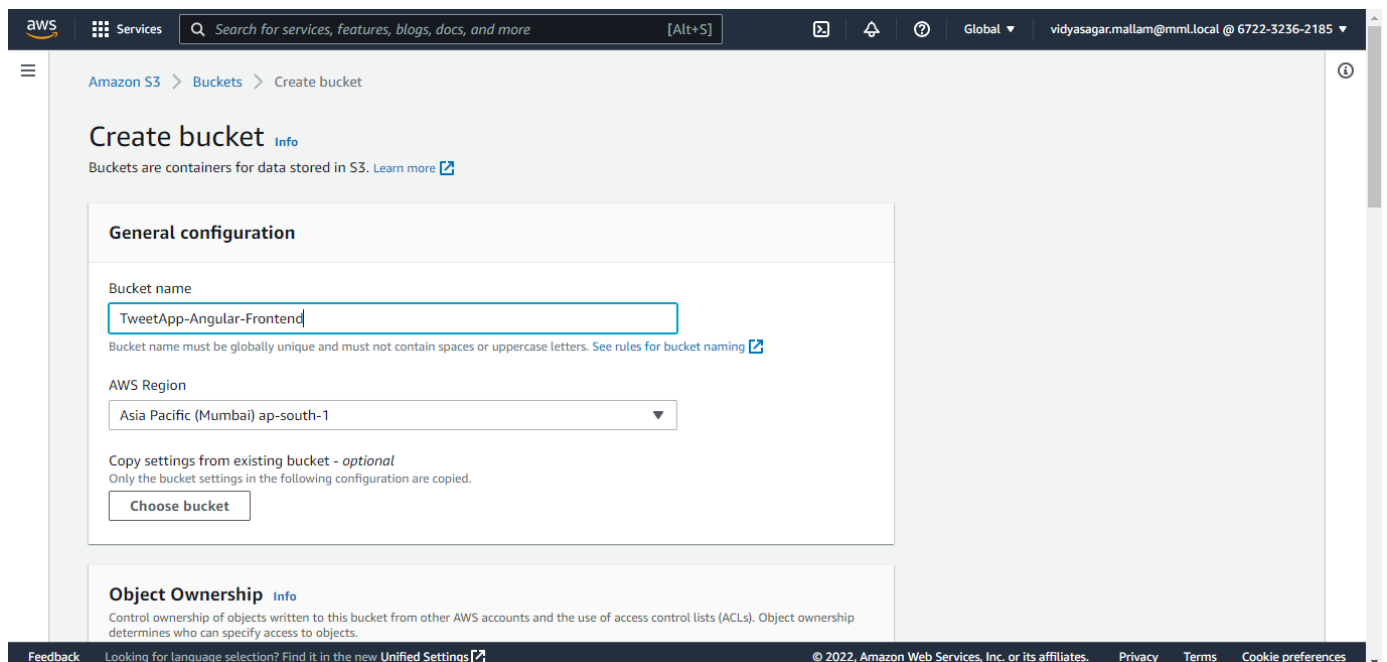 aws Services Search for services, features, blogs, docs, and more [Alt+S] Global ▼ vidyasagar.mallam@mml.local @ 6722-3236-2185 ▼
Amazon S3 > Buckets > Create bucket
Create bucket Info
Buckets are containers for data stored in S3. Learn more
General configuration
Bucket name
TweetApp-Angular-Frontend
Bucket name must be globally unique and must not contain spaces or uppercase letters. See rules for bucket naming
AWS Region
Asia Pacific (Mumbai) ap-south-1
Copy settings from existing bucket - optional
Only the bucket settings in the following configuration are copied.
Choose bucket
Object Ownership Info
Control ownership of objects written to this bucket from other AWS accounts and the use of access control lists (ACLs). Object ownership
determines who can specify access to objects.
Feedback Looking for language selection? Find it in the new Unified Settings © 2022, Amazon Web Services, Inc. or its affiliates. Privacy Terms Cookie preferences